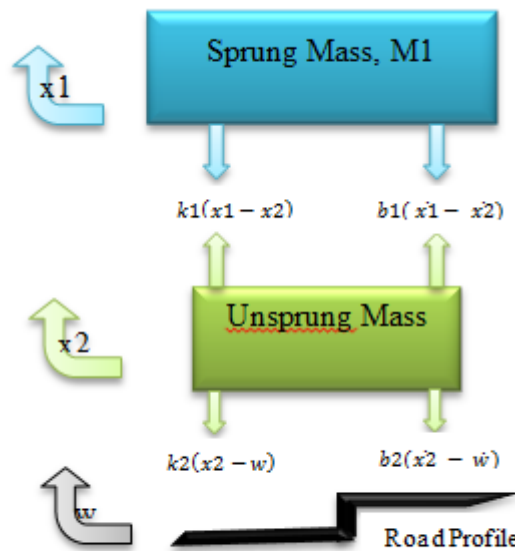 Sprung Mass, M1
x1
k1(x1 − x2)
b1(ẋ1 − ẋ2)
Unsprung Mass
x2
k2(x2 − w)
b2(ẋ2 − ẇ)
w
Road Profile